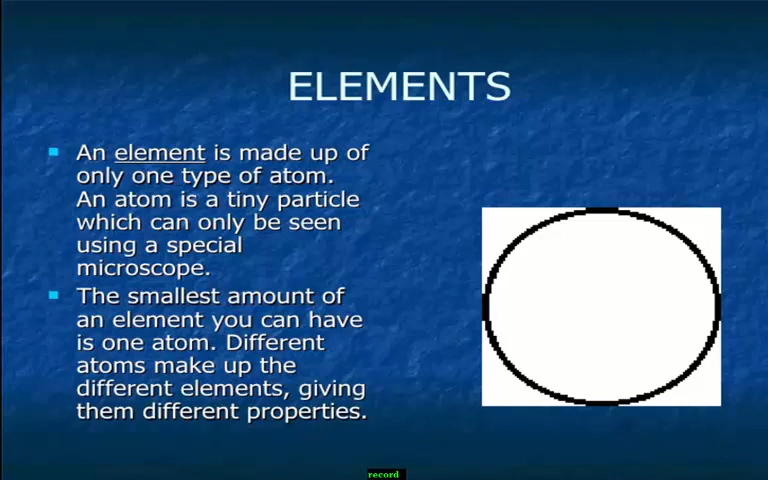 ELEMENTS
An element is made up of
only one type of atom.
An atom is a tiny particle
which can only be seen
using a special
microscope.
The smallest amount of
an element you can have
is one atom. Different
atoms make up the
different elements, giving
them different properties.
record